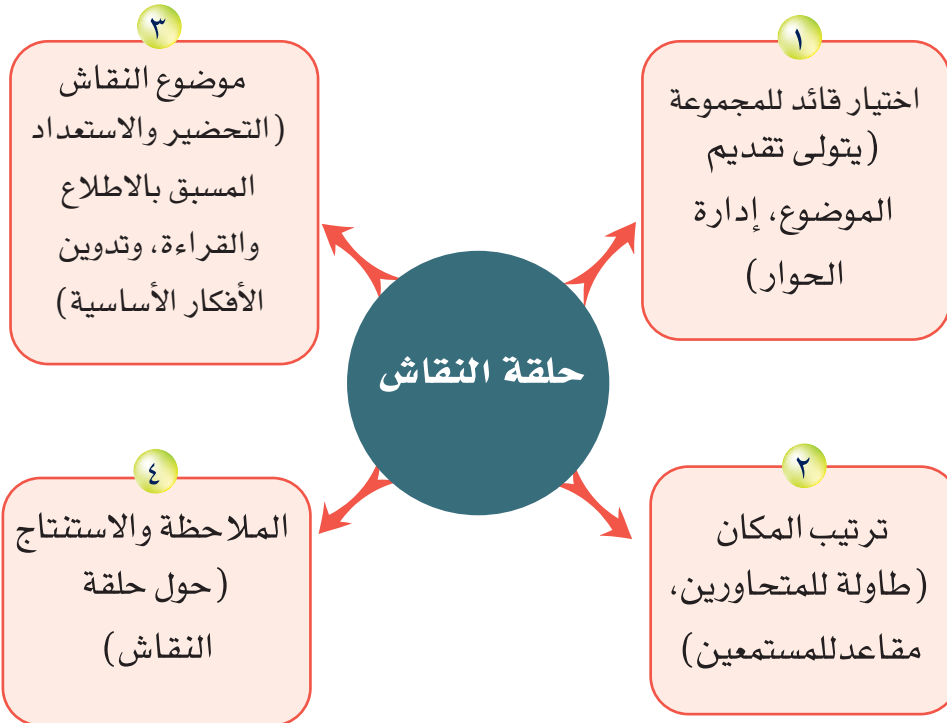 حلقة النقاش
١
اختيار قائد للمجموعة
(يتولى تقديم
الموضوع، إدارة
الحوار)
٢
ترتيب المكان
(طاولة للمتحاورين،
مقاعدللمستمعين)
٣
موضوع النقاش
(التحضير والاستعداد
المسبق بالاطلاع
والقراءة، وتدوين
الأفكار الأساسية)
٤
الملاحظة والاستنتاج
(حول حلقة
النقاش)